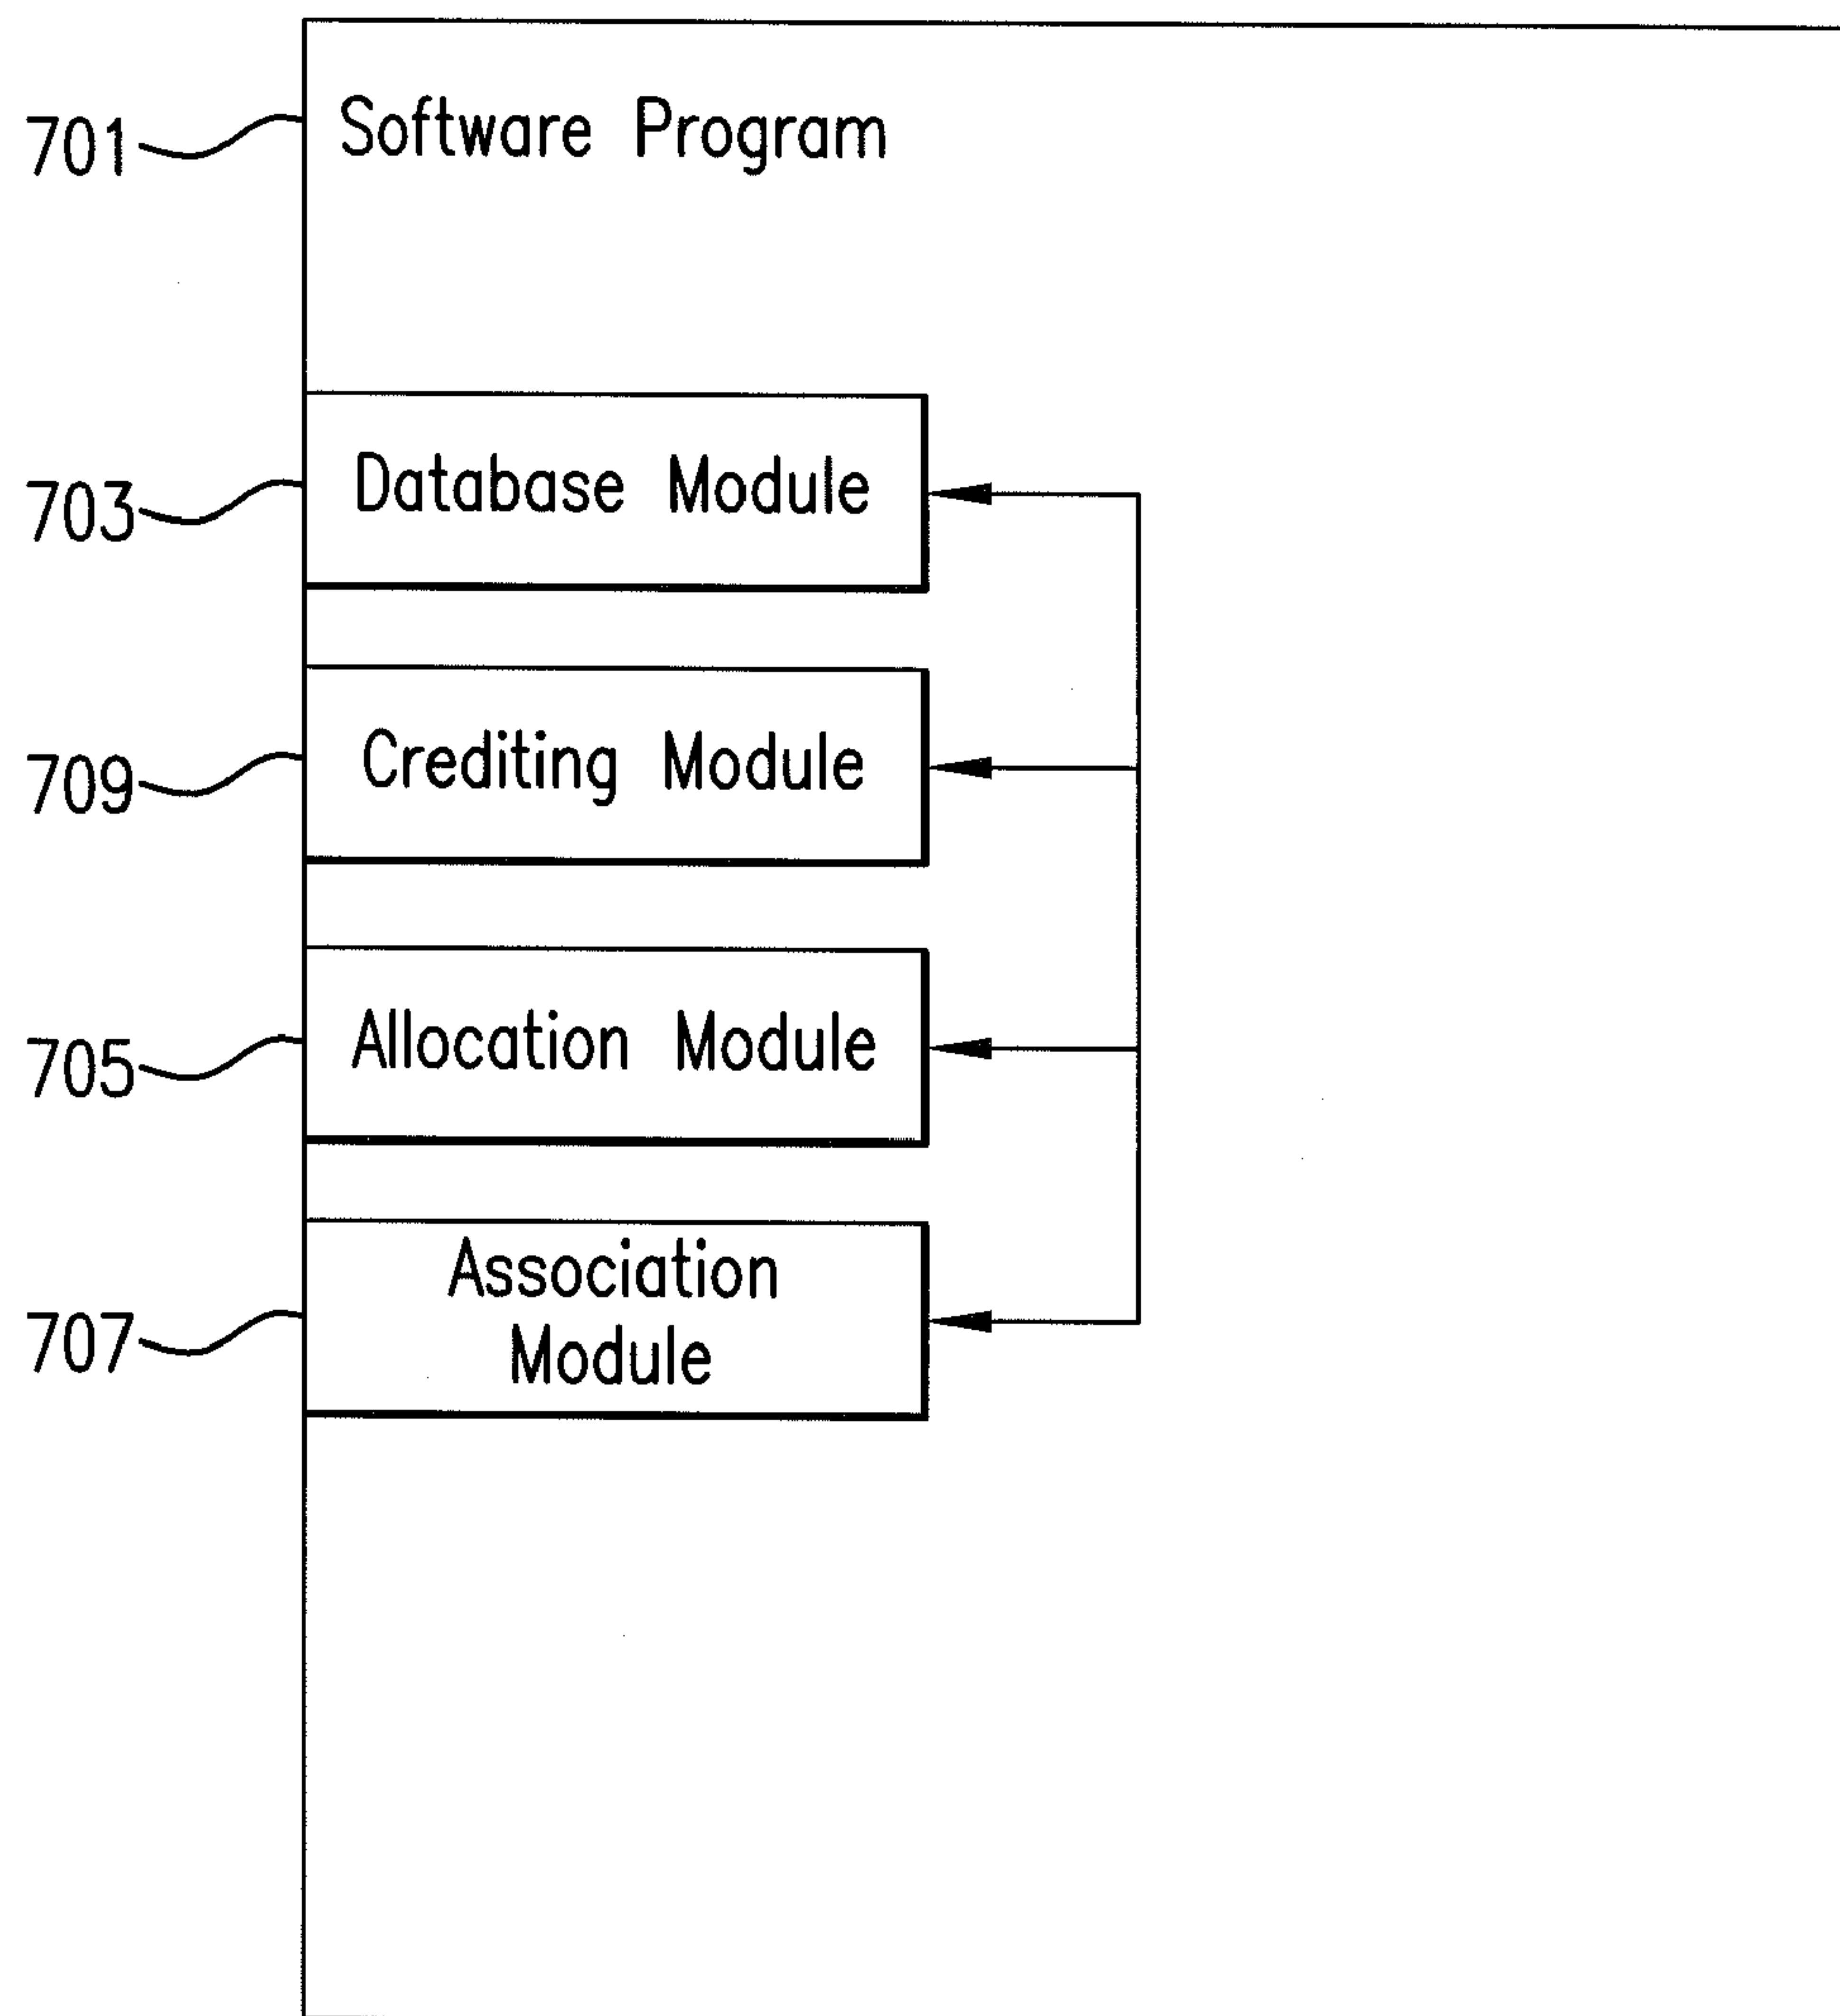 701 Software Program
703 Database Module
709 Crediting Module
705 Allocation Module
707 Association
Module